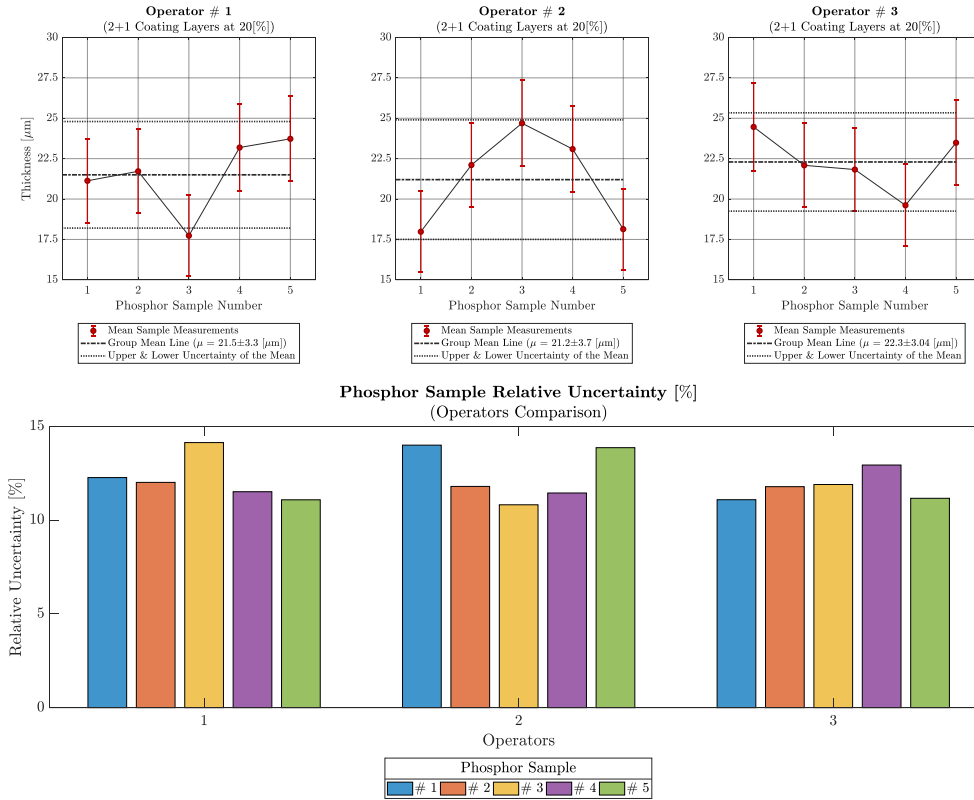 Operator # 1
(2+1 Coating Layers at 20[%])
30
27.5
25
22.5
20
17.5
15
Thickness [μm]
1 2 3 4 5
Phosphor Sample Number
Mean Sample Measurements
Group Mean Line (μ = 21.5±3.3 [μm])
Upper & Lower Uncertainty of the Mean
Operator # 2
(2+1 Coating Layers at 20[%])
30
27.5
25
22.5
20
17.5
15
1 2 3 4 5
Phosphor Sample Number
Mean Sample Measurements
Group Mean Line (μ = 21.2±3.7 [μm])
Upper & Lower Uncertainty of the Mean
Operator # 3
(2+1 Coating Layers at 20[%])
30
27.5
25
22.5
20
17.5
15
1 2 3 4 5
Phosphor Sample Number
Mean Sample Measurements
Group Mean Line (μ = 22.3±3.04 [μm])
Upper & Lower Uncertainty of the Mean
Phosphor Sample Relative Uncertainty [%]
(Operators Comparison)
15
10
5
0
Relative Uncertainty [%]
1 2 3
Operators
Phosphor Sample
# 1 # 2 # 3 # 4 # 5